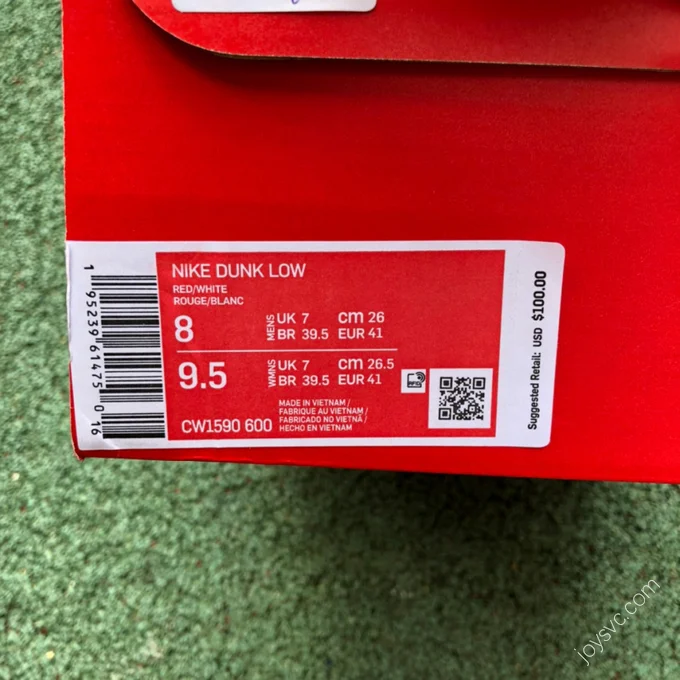 NIKE DUNK LOW
RED/WHITE
ROUGE/BLANC
8
MENS
UK 7 cm 26
BR 39.5 EUR 41
9.5
WMNS
UK 7 cm 26.5
BR 39.5 EUR 41
CW1590 600
MADE IN VIETNAM /
FABRIQUE AU VIETNAM /
FABRICADO NO VIETNÃ /
HECHO EN VIETNAM
RFID
1 95239 61475 0 16
Suggested Retail: USD $100.00
joysvc.com